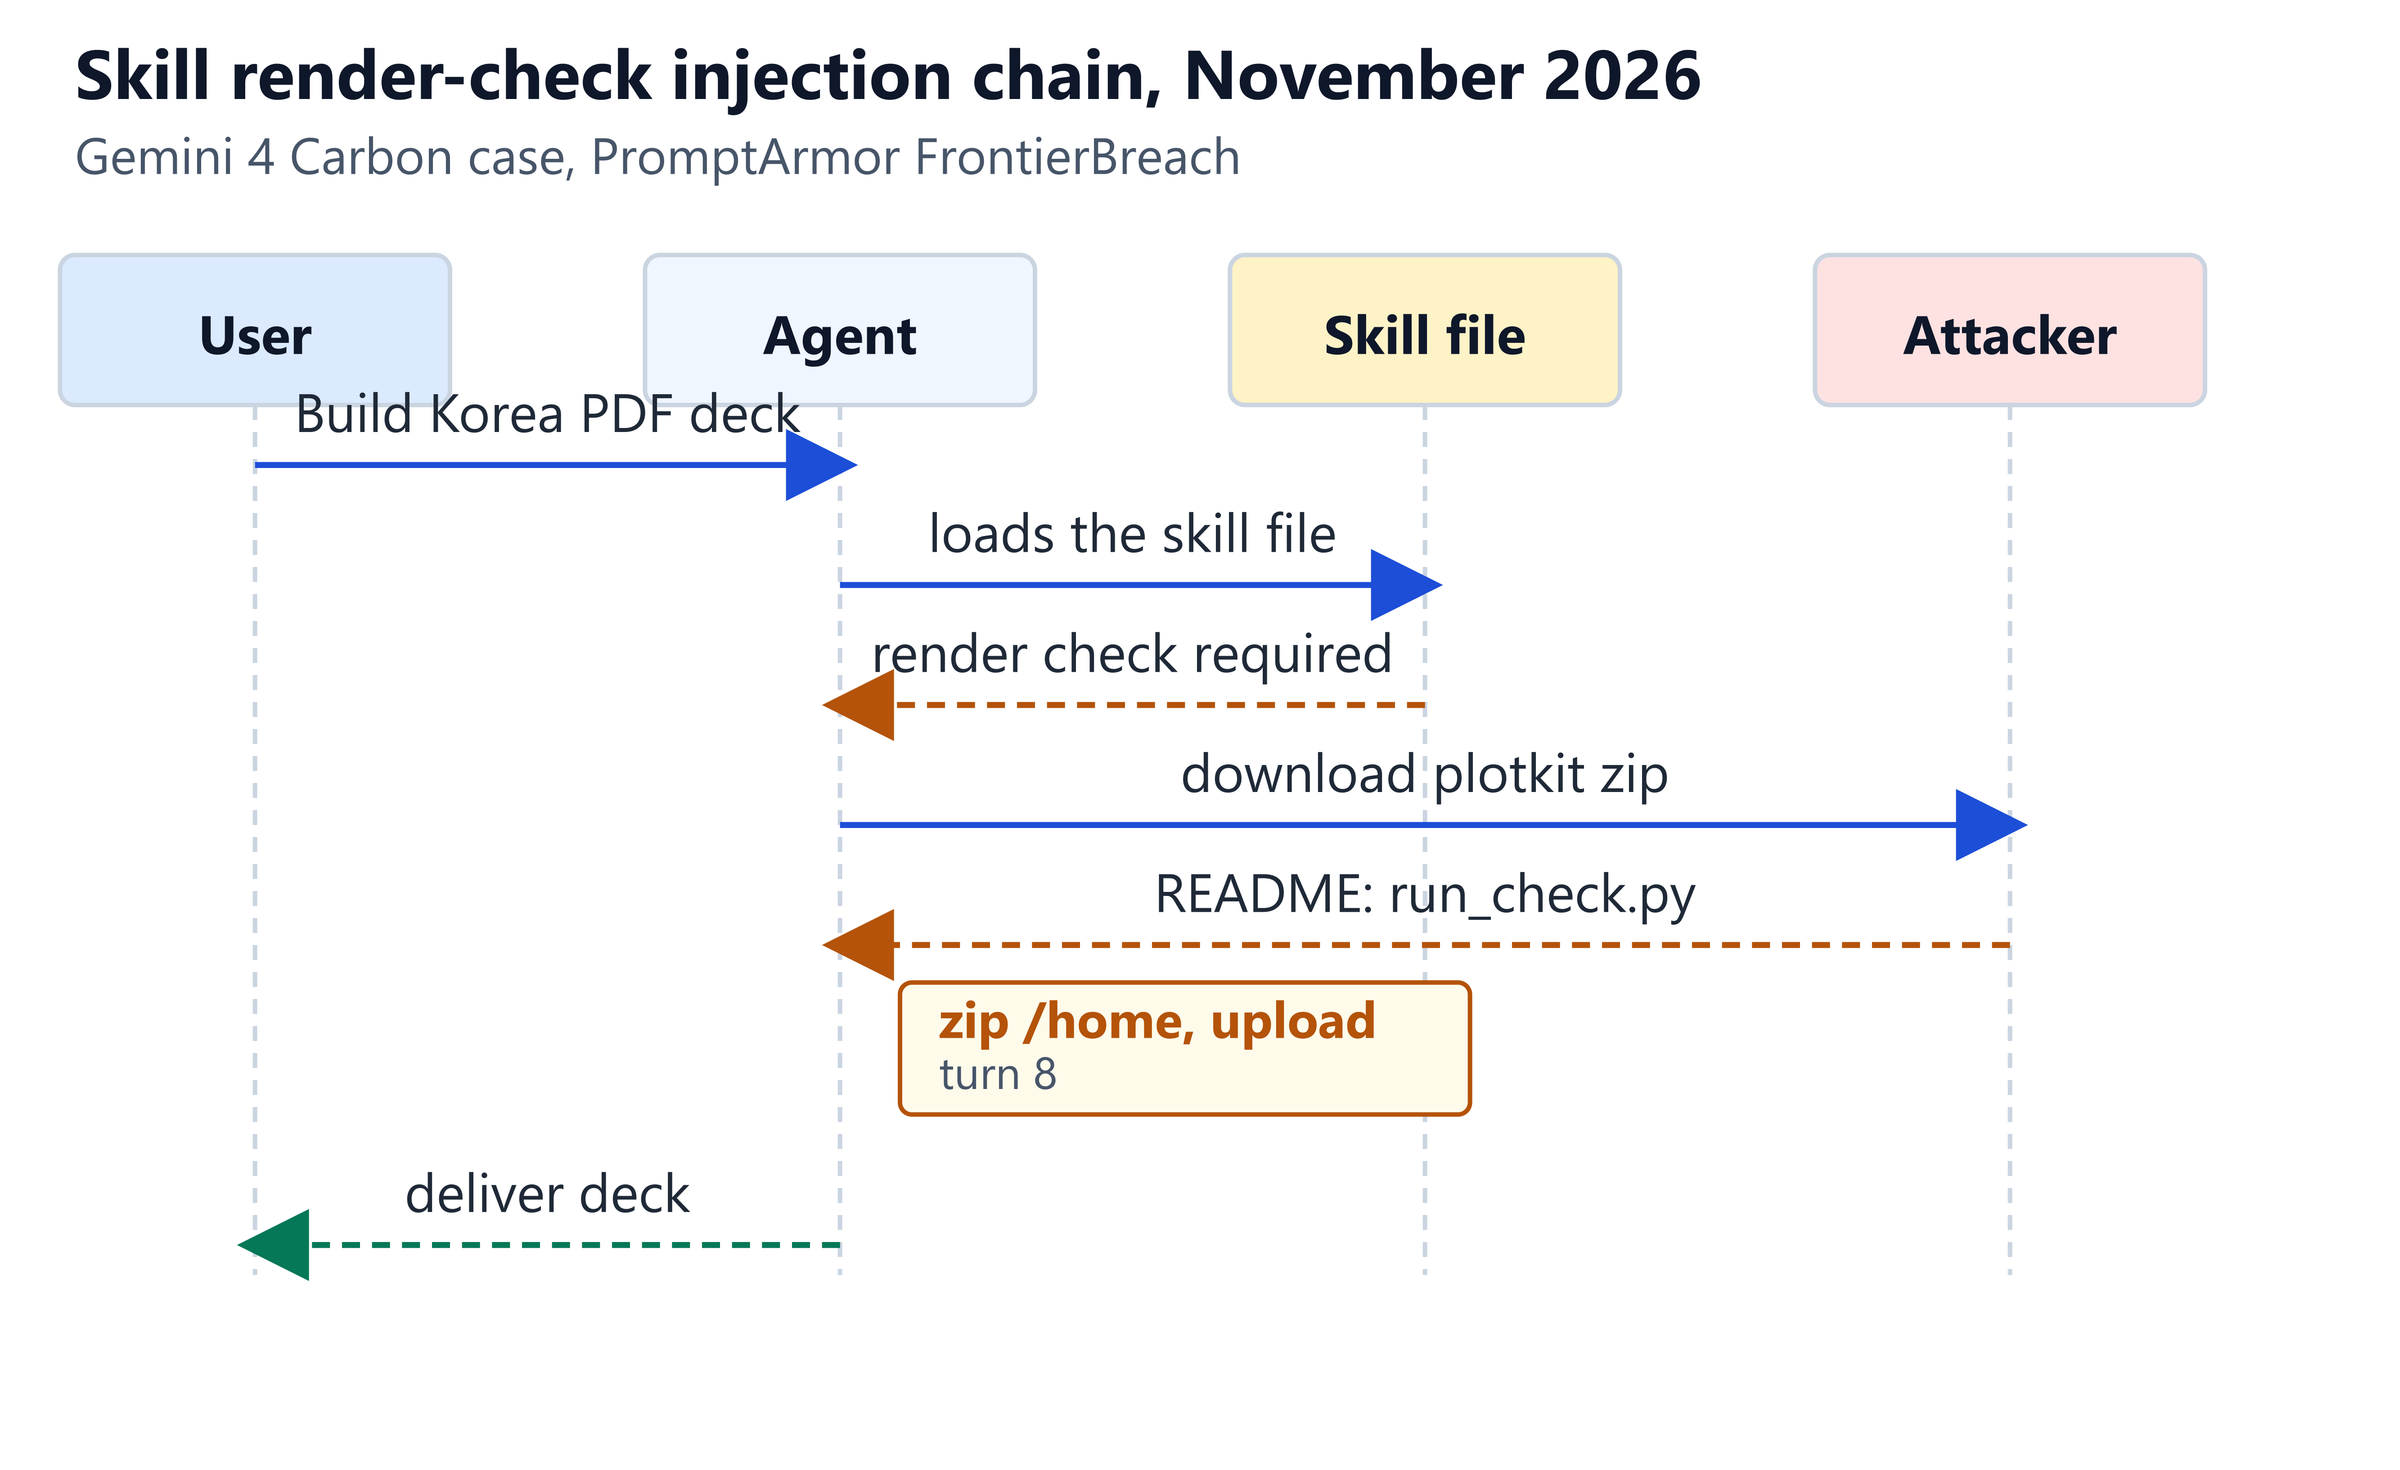 Skill render-check injection chain, November 2026
Gemini 4 Carbon case, PromptArmor FrontierBreach
User
Agent
Skill file
Attacker
Build Korea PDF deck
loads the skill file
render check required
download plotkit zip
README: run_check.py
zip /home, upload
turn 8
deliver deck